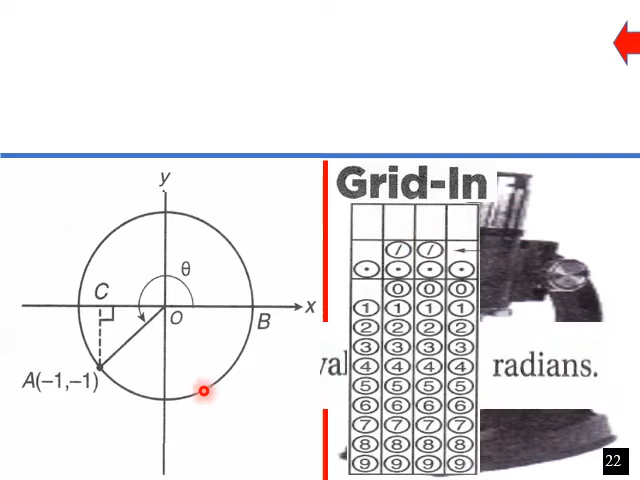 y
Grid-In
θ
C
x
O
B
A(−1,−1)
/ /
. . . .
0 0 0
1 1 1 1
2 2 2 2
3 3 3 3
4 4 4 4
5 5 5 5
6 6 6 6
7 7 7 7
8 8 8 8
9 9 9 9
radians.
22